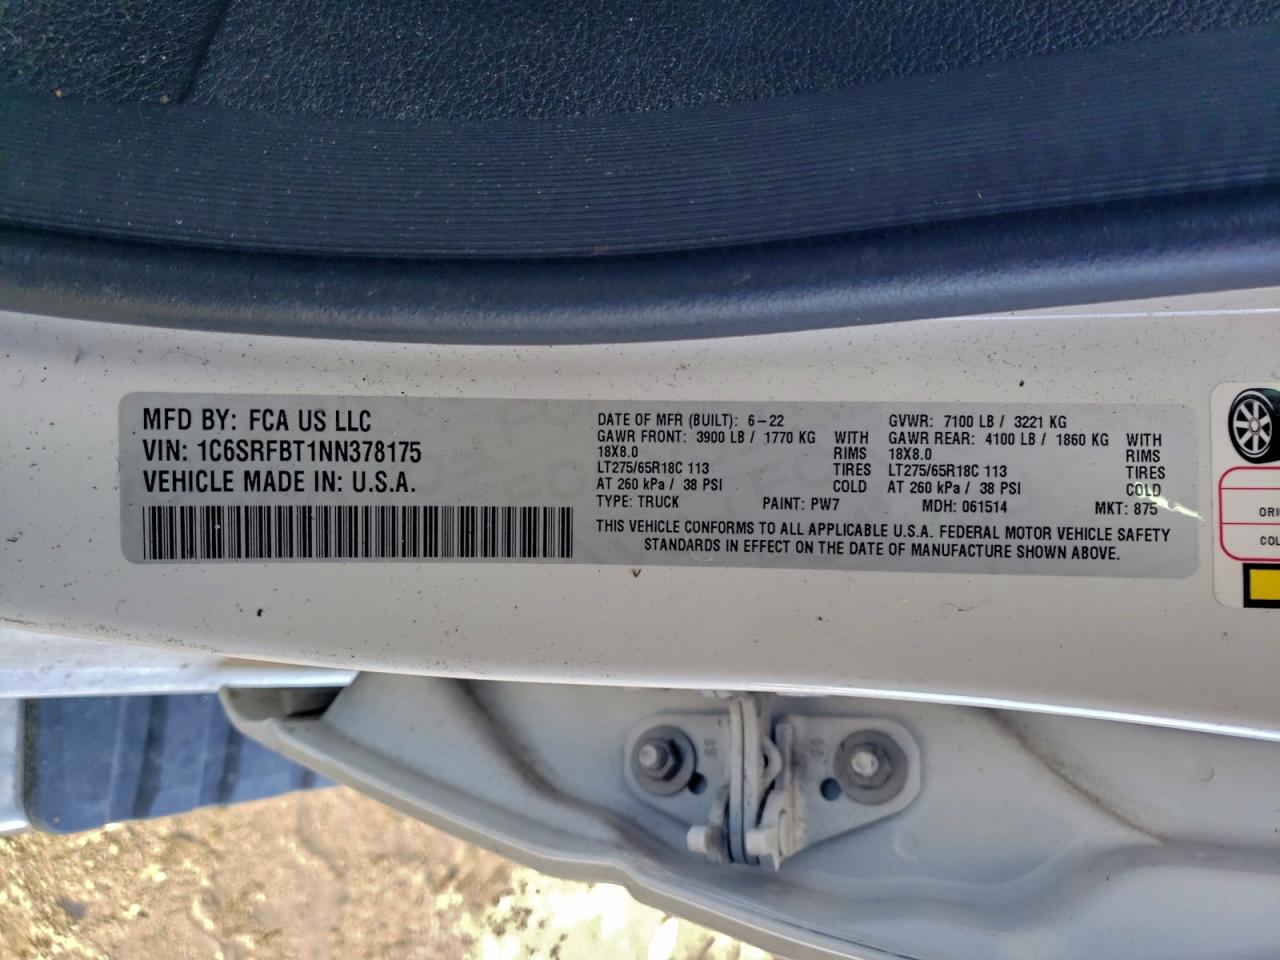 MFD BY: FCA US LLC
VIN: 1C6SRFBT1NN378175
VEHICLE MADE IN: U.S.A.
DATE OF MFR (BUILT): 6-22
GAWR FRONT: 3900 LB / 1770 KG WITH
18X8.0 RIMS
LT275/65R18C 113 TIRES
AT 260 kPa / 38 PSI COLD
TYPE: TRUCK PAINT: PW7
GVWR: 7100 LB / 3221 KG
GAWR REAR: 4100 LB / 1860 KG WITH
18X8.0 RIMS
LT275/65R18C 113 TIRES
AT 260 kPa / 38 PSI COLD
MDH: 061514 MKT: 875
THIS VEHICLE CONFORMS TO ALL APPLICABLE U.S.A. FEDERAL MOTOR VEHICLE SAFETY
STANDARDS IN EFFECT ON THE DATE OF MANUFACTURE SHOWN ABOVE.